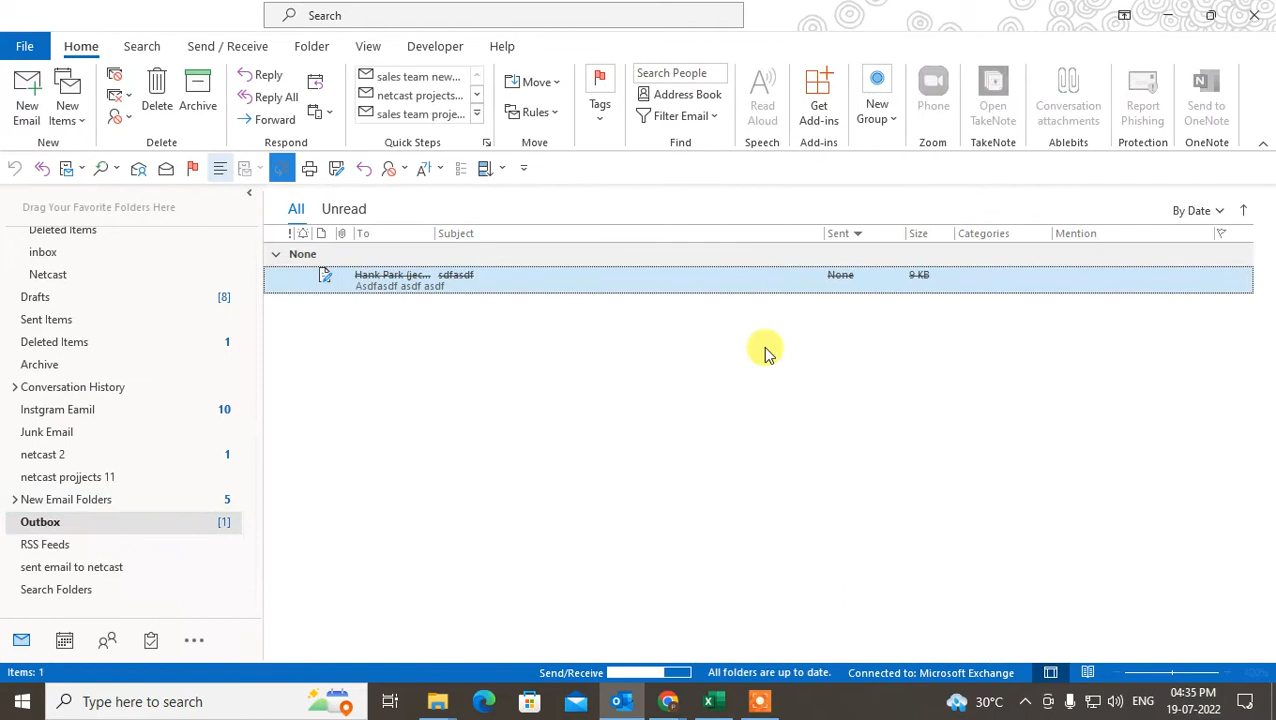 Search
File Home Search Send / Receive Folder View Developer Help
New Email
New Items
Delete
Archive
Reply
Reply All
Forward
sales team new...
netcast projects...
sales team proje...
Move
Rules
Tags
Search People
Address Book
Filter Email
Read Aloud
Get Add-ins
New Group
Phone
Open TakeNote
Conversation attachments
Report Phishing
Send to OneNote
New Delete Respond Quick Steps Move Find Speech Add-ins Zoom TakeNote Ablebits Protection OneNote
Drag Your Favorite Folders Here
Deleted Items
inbox
Netcast
Drafts [8]
Sent Items
Deleted Items 1
Archive
Conversation History
Instgram Eamil 10
Junk Email
netcast 2 1
netcast projjects 11
New Email Folders 5
Outbox [1]
RSS Feeds
sent email to netcast
Search Folders
All Unread
By Date
To Subject Sent Size Categories Mention
None
Hank Park (jec... sdfasdf None 9 KB
Asdfasdf asdf asdf
Items: 1
Send/Receive All folders are up to date. Connected to: Microsoft Exchange
Type here to search
30°C
ENG
04:35 PM
19-07-2022